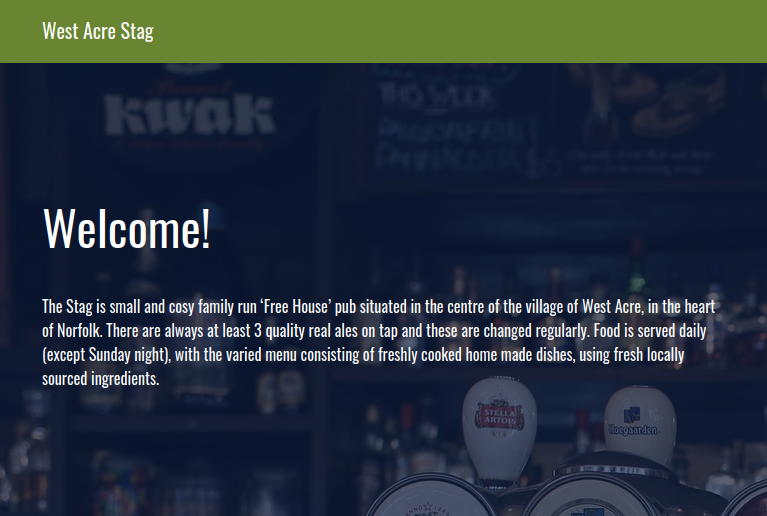 West Acre Stag
kwak
THIS WEEK
Welcome!
The Stag is small and cosy family run ‘Free House’ pub situated in the centre of the village of West Acre, in the heart
of Norfolk. There are always at least 3 quality real ales on tap and these are changed regularly. Food is served daily
(except Sunday night), with the varied menu consisting of freshly cooked home made dishes, using fresh locally
sourced ingredients.
STELLA
ARTOIS
Hoegaarden